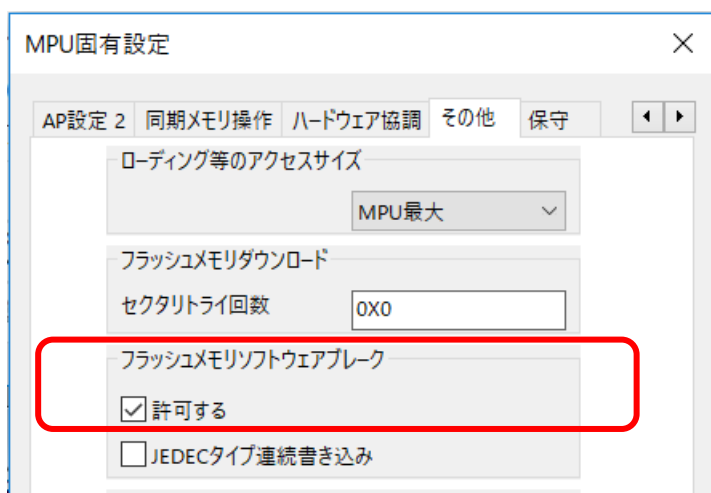 MPU固有設定
AP設定 2 同期メモリ操作 ハードウェア協調 その他 保守
ローディング等のアクセスサイズ
MPU最大
フラッシュメモリダウンロード
セクタリトライ回数 0X0
フラッシュメモリソフトウェアブレーク
許可する
JEDECタイプ連続書き込み